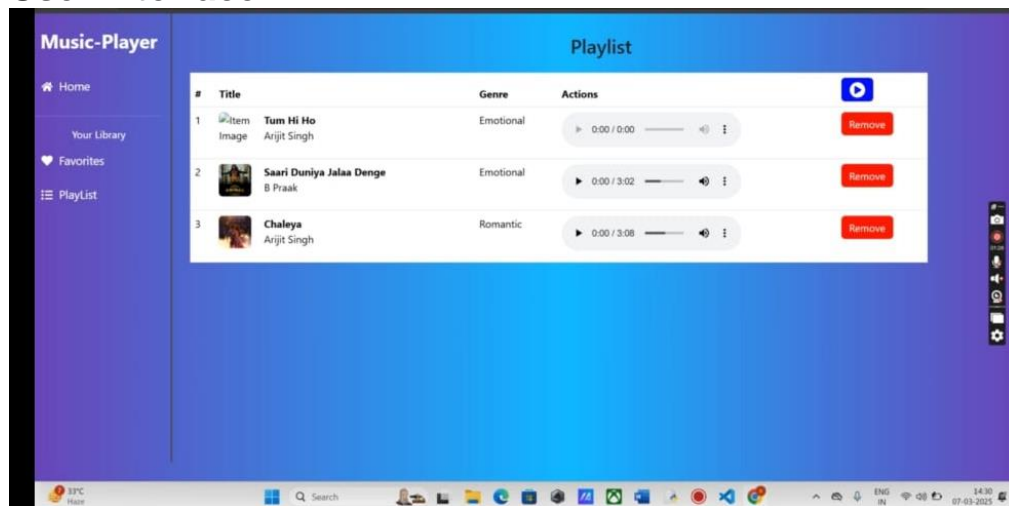 Music-Player
Home
Your Library
Favorites
PlayList
Playlist
# Title Genre Actions
1 Item Image Tum Hi Ho Emotional 0:00 / 0:00 Remove
Arijit Singh
2 Saari Duniya Jalaa Denge Emotional 0:00 / 3:02 Remove
B Praak
3 Chaleya Romantic 0:00 / 3:08 Remove
Arijit Singh
33°C
Haze
Search
ENG
IN
14:30
07-03-2025